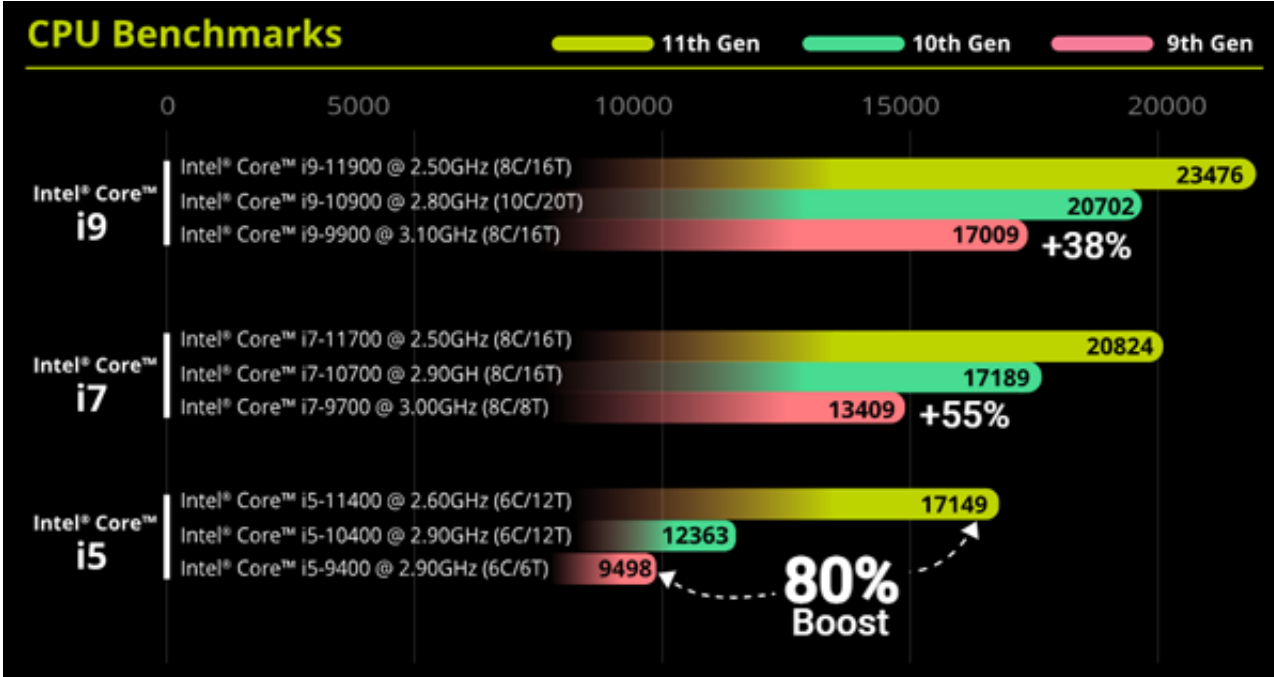 CPU Benchmarks
11th Gen
10th Gen
9th Gen
0 5000 10000 15000 20000
Intel® Core™
i9
Intel® Core™ i9-11900 @ 2.50GHz (8C/16T) 23476
Intel® Core™ i9-10900 @ 2.80GHz (10C/20T) 20702
Intel® Core™ i9-9900 @ 3.10GHz (8C/16T) 17009
+38%
Intel® Core™
i7
Intel® Core™ i7-11700 @ 2.50GHz (8C/16T) 20824
Intel® Core™ i7-10700 @ 2.90GH (8C/16T) 17189
Intel® Core™ i7-9700 @ 3.00GHz (8C/8T) 13409
+55%
Intel® Core™
i5
Intel® Core™ i5-11400 @ 2.60GHz (6C/12T) 17149
Intel® Core™ i5-10400 @ 2.90GHz (6C/12T) 12363
Intel® Core™ i5-9400 @ 2.90GHz (6C/6T) 9498
80%
Boost